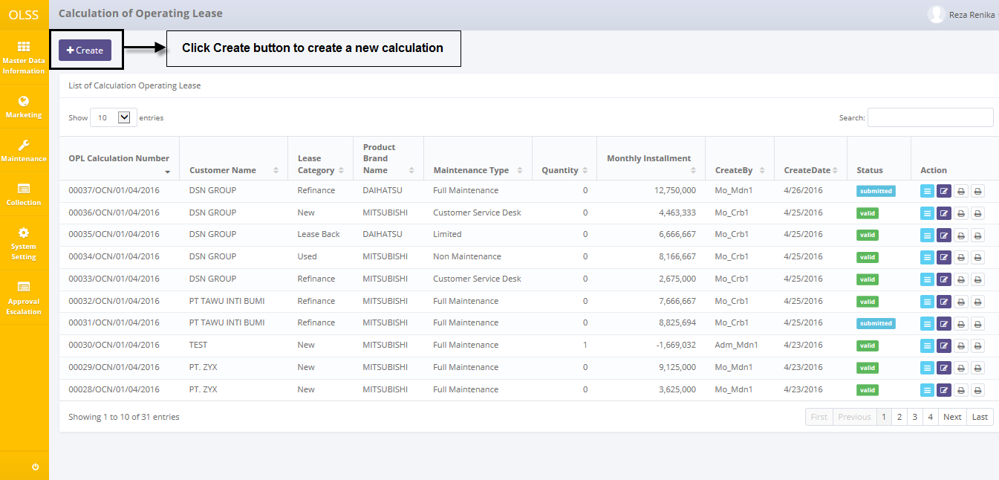 OLSS
Calculation of Operating Lease
Reza Renika
Create
Click Create button to create a new calculation
Master Data
Information
Marketing
Maintenance
Collection
System
Setting
Approval
Escalation
List of Calculation Operating Lease
Show 10 entries
Search:
OPL Calculation Number Customer Name Lease Category Product Brand Name Maintenance Type Quantity Monthly Installment CreateBy CreateDate Status Action
00037/OCN/01/04/2016 DSN GROUP Refinance DAIHATSU Full Maintenance 0 12,750,000 Mo_Mdn1 4/26/2016 submitted
00036/OCN/01/04/2016 DSN GROUP New MITSUBISHI Customer Service Desk 0 4,463,333 Mo_Crb1 4/25/2016 valid
00035/OCN/01/04/2016 DSN GROUP Lease Back DAIHATSU Limited 0 6,666,667 Mo_Crb1 4/25/2016 valid
00034/OCN/01/04/2016 DSN GROUP Used MITSUBISHI Non Maintenance 0 8,166,667 Mo_Crb1 4/25/2016 valid
00033/OCN/01/04/2016 DSN GROUP Refinance MITSUBISHI Customer Service Desk 0 2,675,000 Mo_Crb1 4/25/2016 valid
00032/OCN/01/04/2016 PT TAWU INTI BUMI Refinance MITSUBISHI Full Maintenance 0 7,666,667 Mo_Crb1 4/25/2016 valid
00031/OCN/01/04/2016 PT TAWU INTI BUMI Refinance MITSUBISHI Full Maintenance 0 8,825,694 Mo_Crb1 4/25/2016 submitted
00030/OCN/01/04/2016 TEST New MITSUBISHI Full Maintenance 1 -1,669,032 Adm_Mdn1 4/23/2016 valid
00029/OCN/01/04/2016 PT. ZYX New MITSUBISHI Full Maintenance 0 9,125,000 Mo_Mdn1 4/23/2016 valid
00028/OCN/01/04/2016 PT. ZYX New MITSUBISHI Full Maintenance 0 3,625,000 Mo_Mdn1 4/23/2016 valid
Showing 1 to 10 of 31 entries
First Previous 1 2 3 4 Next Last